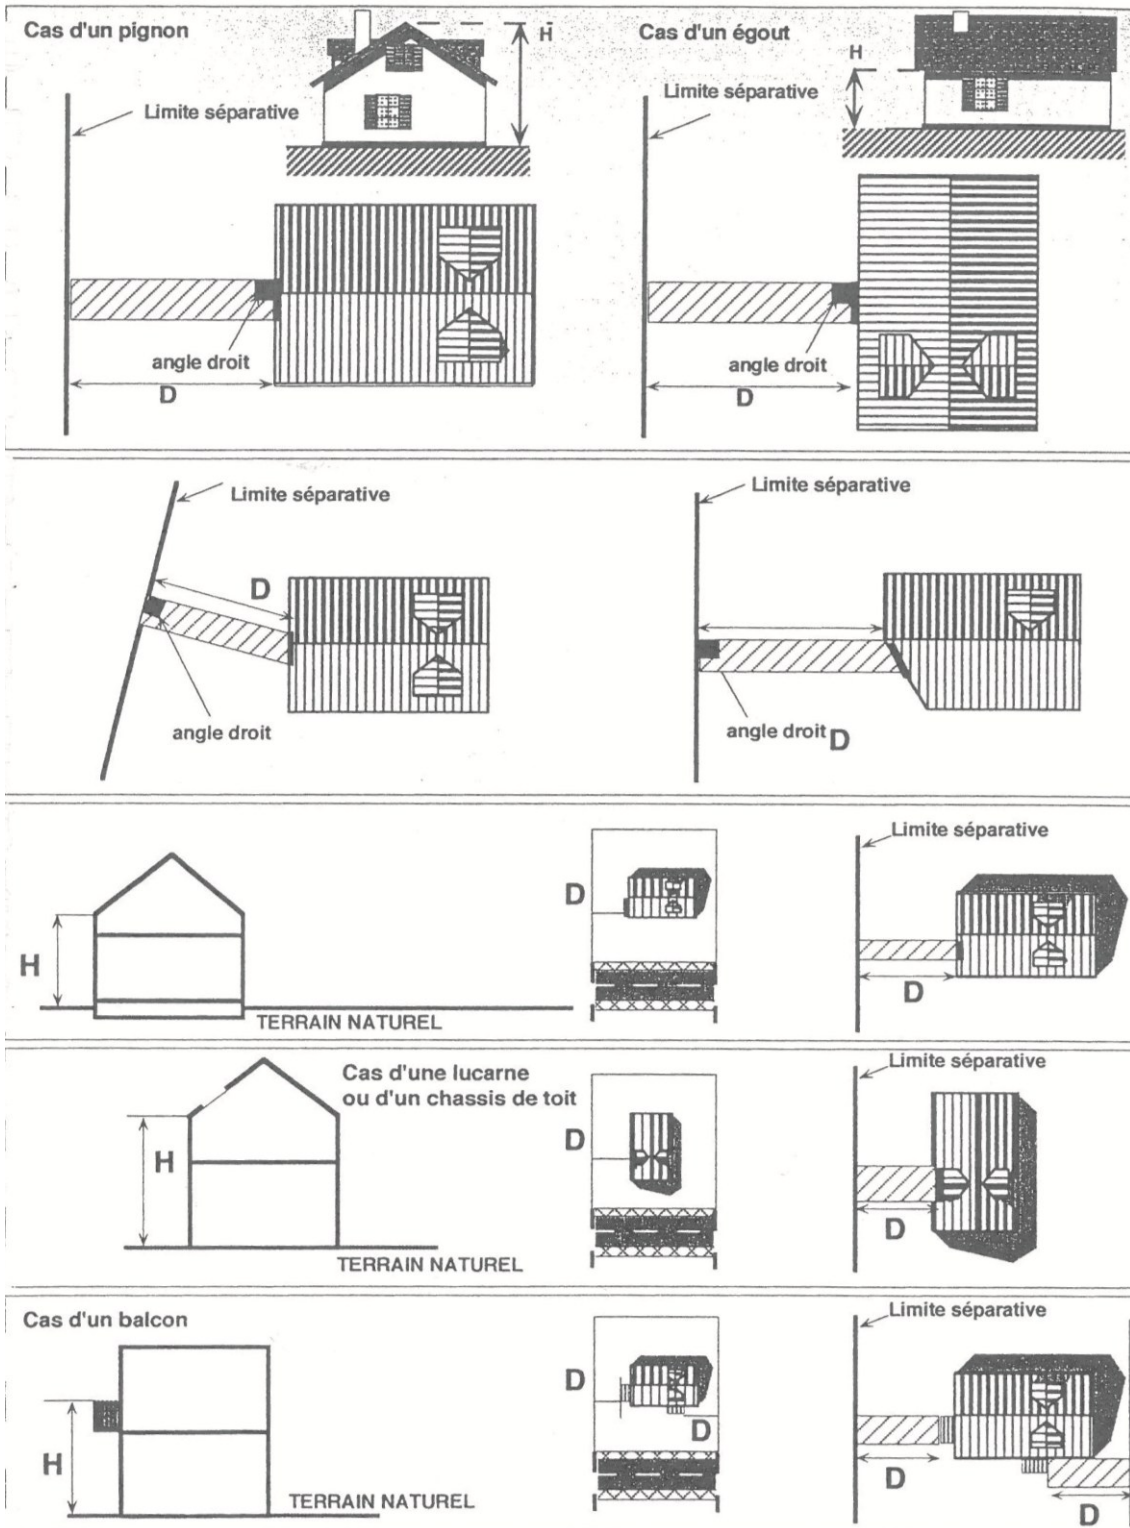 Cas d'un pignon
H
Limite séparative
angle droit
D
Cas d'un égout
H
Limite séparative
angle droit
D
Limite séparative
D
angle droit
Limite séparative
angle droit D
H
TERRAIN NATUREL
D
Limite séparative
D
Cas d'une lucarne
ou d'un chassis de toit
H
TERRAIN NATUREL
D
Limite séparative
D
Cas d'un balcon
H
TERRAIN NATUREL
D
D
Limite séparative
D
D